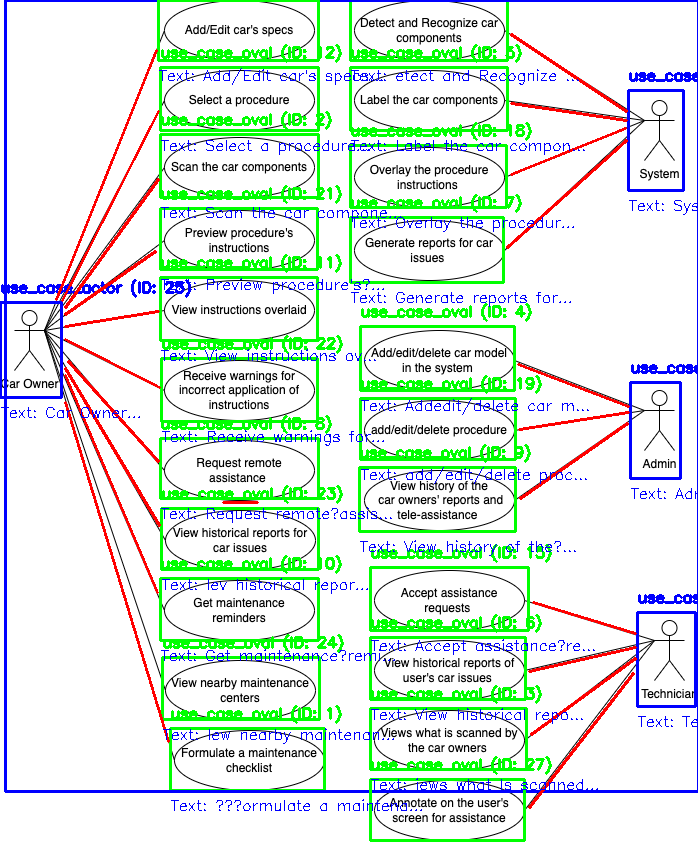 Add/Edit car's specs
use_case_oval (ID: 12)
Text: Add/Edit car's specs...
Select a procedure
use_case_oval (ID: 2)
Text: Select a procedure...
Scan the car components
use_case_oval (ID: 21)
Text: Scan the car compone...
Preview procedure's
instructions
use_case_oval (ID: 11)
Text: Preview procedure's?...
View instructions overlaid
use_case_oval (ID: 22)
Text: View instructions ov...
Receive warnings for
incorrect application of
instructions
use_case_oval (ID: 8)
Text: Receive warnings for...
Request remote
assistance
use_case_oval (ID: 23)
Text: Request remote?assis...
View historical reports for
car issues
use_case_oval (ID: 10)
Text: iev historical repor...
Get maintenance
reminders
use_case_oval (ID: 24)
Text: Get maintenance?remi...
View nearby maintenance
centers
use_case_oval (ID: 1)
Text: iew nearby maintenan...
Formulate a maintenance
checklist
Text: ???ormulate a maintena...
use_case_actor (ID: 25)
Car Owner
Text: Car Owner...
Detect and Recognize car
components
use_case_oval (ID: 5)
Text: etect and Recognize ...
Label the car components
use_case_oval (ID: 18)
Text: Label the car compon...
Overlay the procedure
instructions
use_case_oval (ID: 7)
Text: Overlay the procedur...
Generate reports for car
issues
Text: Generate reports for...
use_case
System
Text: Sys
use_case_oval (ID: 4)
Add/edit/delete car model
in the system
use_case_oval (ID: 19)
Text: Addedit/delete car m...
add/edit/delete procedure
use_case_oval (ID: 9)
Text: add/edit/delete proc...
View history of the
car owners' reports and
tele-assistance
Text: View history of the?...
use_cas
Admin
Text: Adr
use_case_oval (ID: 15)
Accept assistance
requests
use_case_oval (ID: 6)
Text: Accept assistance?re...
View historical reports of
user's car issues
use_case_oval (ID: 3)
Text: View historical repo...
Views what is scanned by
the car owners
use_case_oval (ID: 27)
Text: iews what is scanned...
Annotate on the user's
screen for assistance
use_cas
Technician
Text: Te